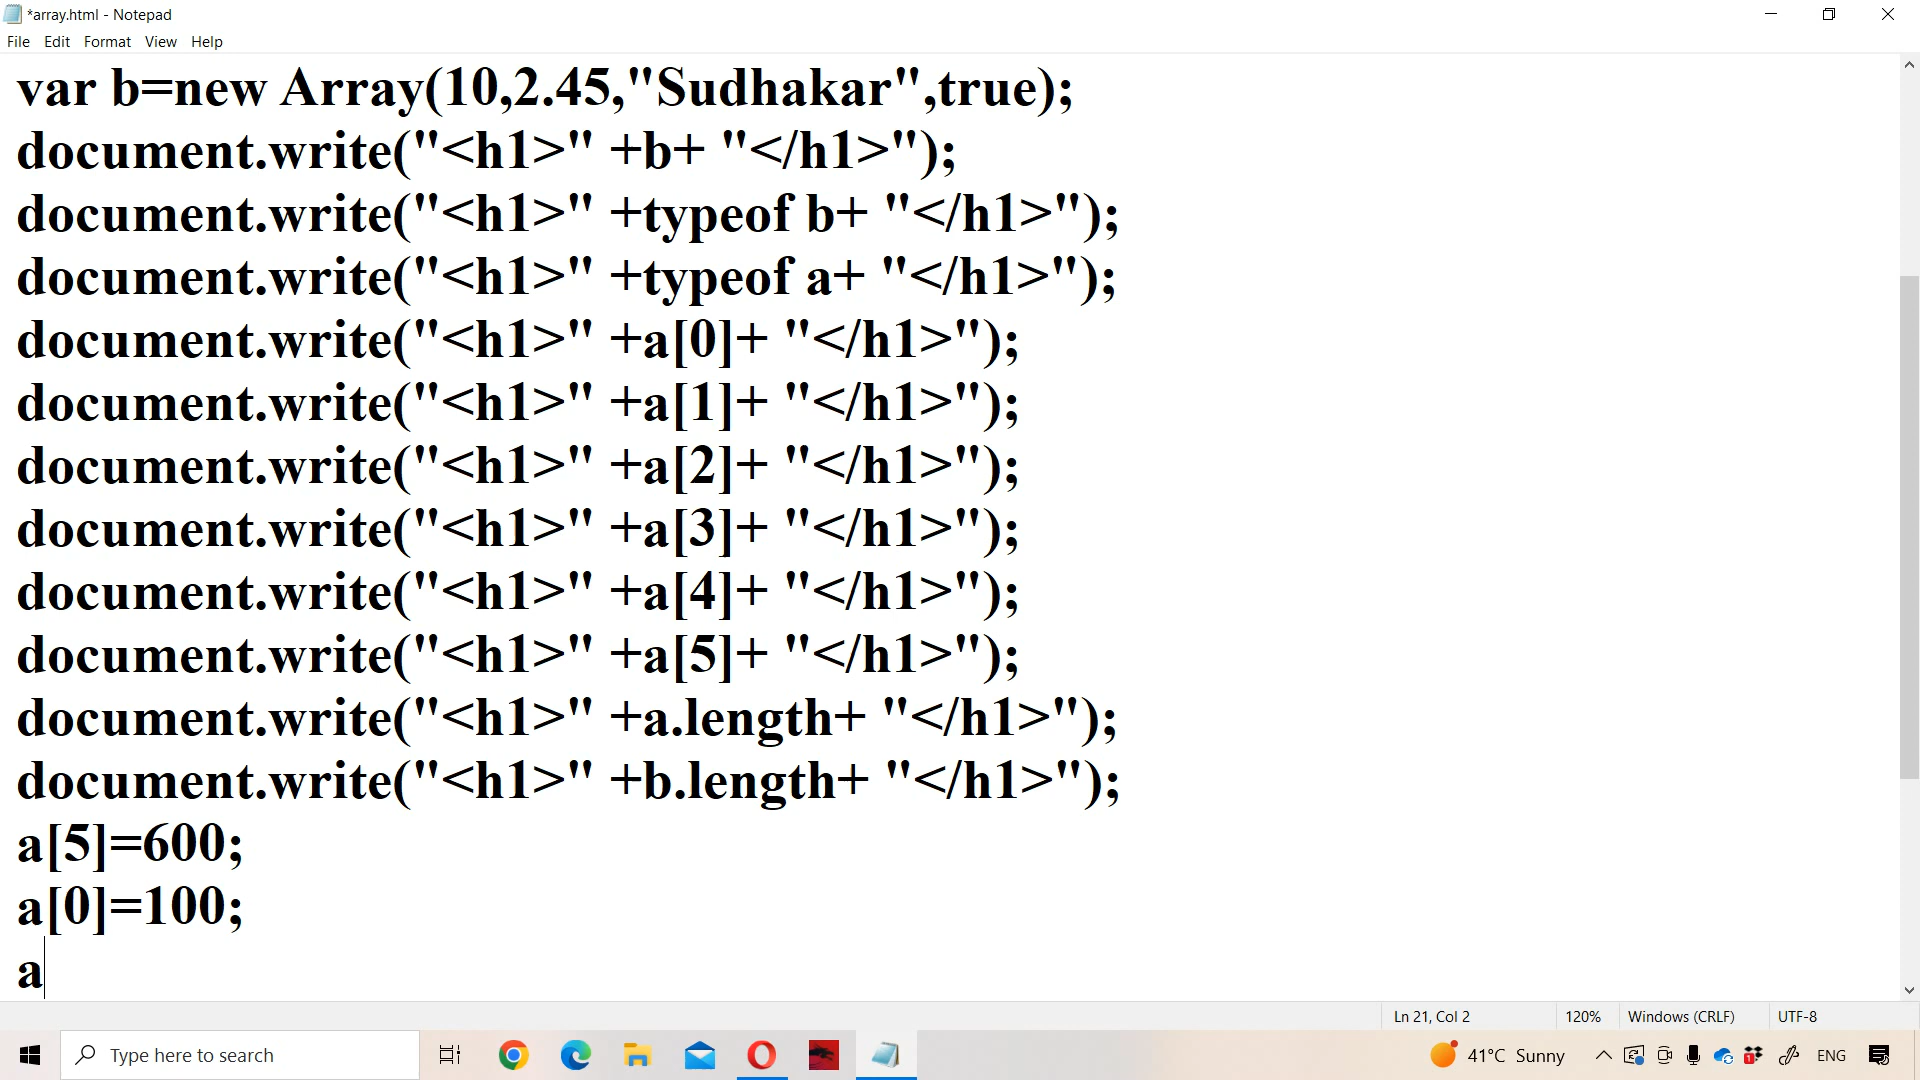 *array.html - Notepad
File Edit Format View Help
var b=new Array(10,2.45,"Sudhakar",true);
document.write("<h1>" +b+ "</h1>");
document.write("<h1>" +typeof b+ "</h1>");
document.write("<h1>" +typeof a+ "</h1>");
document.write("<h1>" +a[0]+ "</h1>");
document.write("<h1>" +a[1]+ "</h1>");
document.write("<h1>" +a[2]+ "</h1>");
document.write("<h1>" +a[3]+ "</h1>");
document.write("<h1>" +a[4]+ "</h1>");
document.write("<h1>" +a[5]+ "</h1>");
document.write("<h1>" +a.length+ "</h1>");
document.write("<h1>" +b.length+ "</h1>");
a[5]=600;
a[0]=100;
a
Ln 21, Col 2 120% Windows (CRLF) UTF-8
Type here to search 41°C Sunny 1 ENG